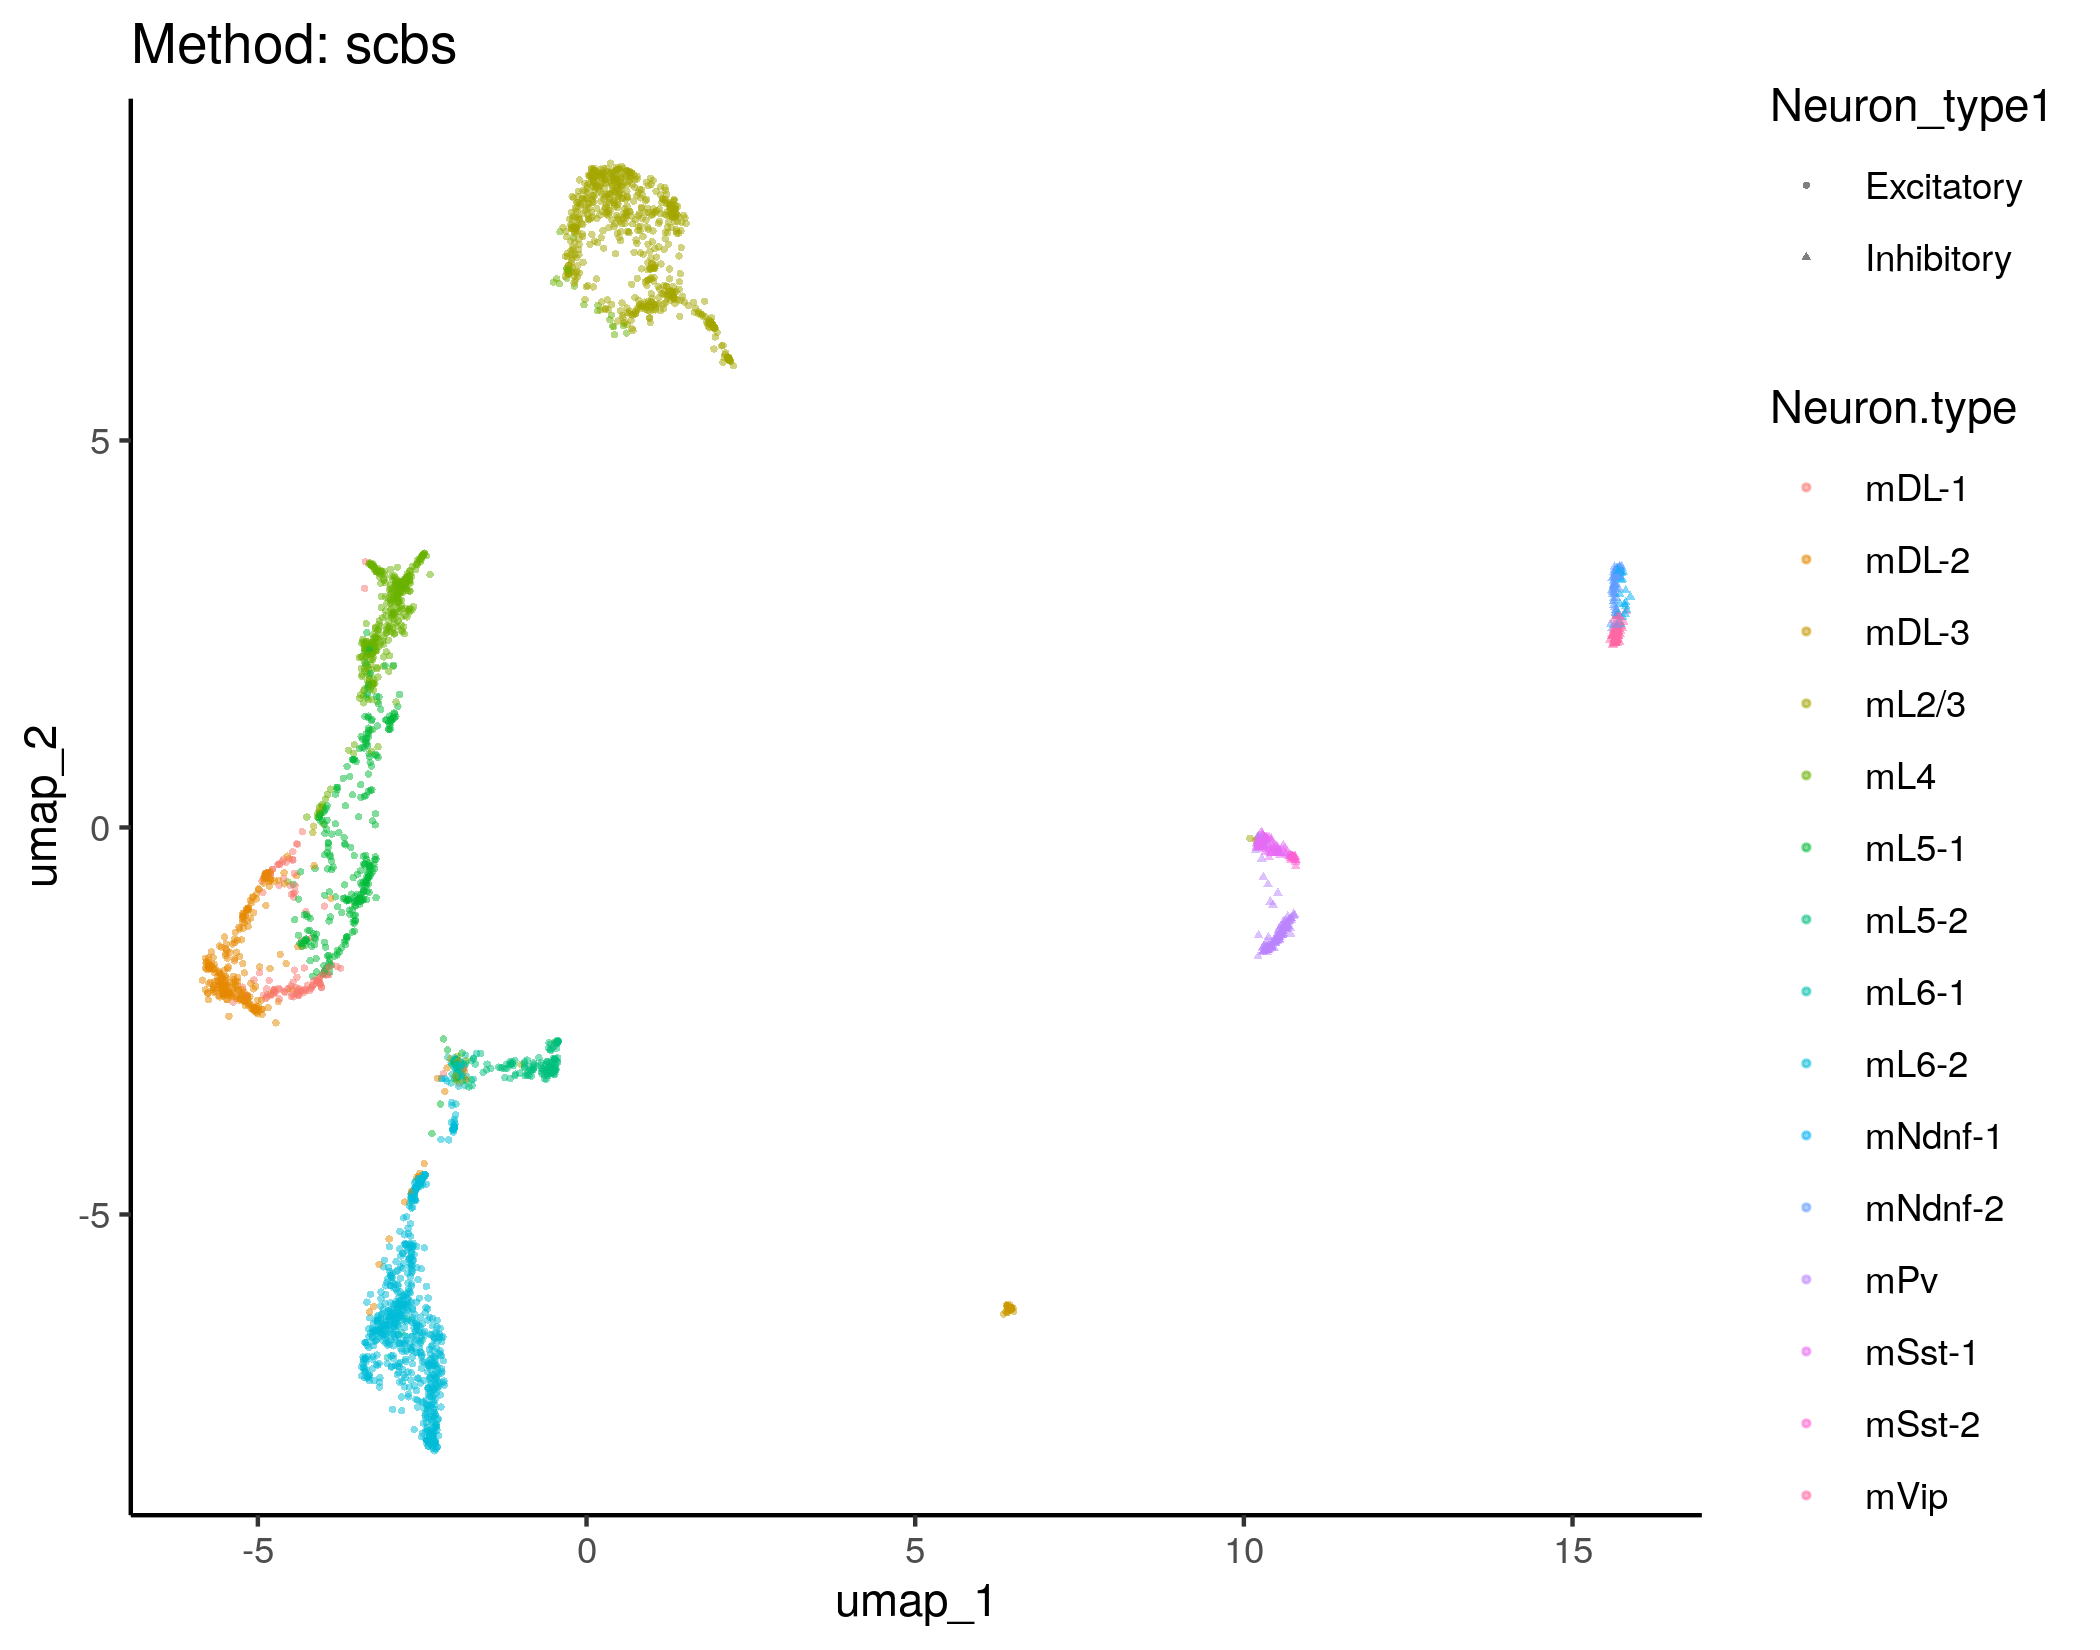 Method: scbs
Neuron_type1
Excitatory
Inhibitory
Neuron.type
mDL-1
mDL-2
mDL-3
mL2/3
mL4
mL5-1
mL5-2
mL6-1
mL6-2
mNdnf-1
mNdnf-2
mPv
mSst-1
mSst-2
mVip
umap_2
5
0
-5
-5
0
5
10
15
umap_1